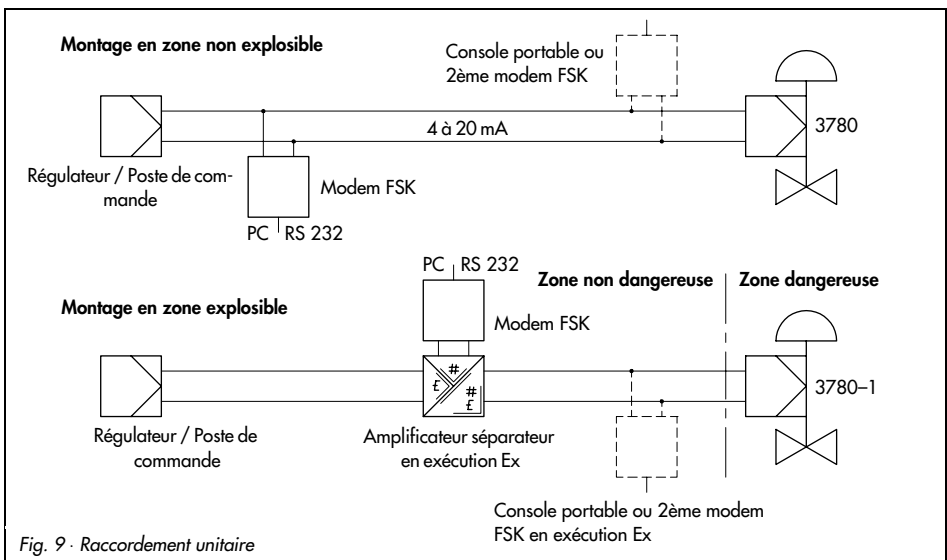 Montage en zone non explosible
Console portable ou
2ème modem FSK
4 à 20 mA
3780
Régulateur / Poste de com-
mande
Modem FSK
PC RS 232
PC RS 232
Zone non dangereuse
Zone dangereuse
Montage en zone explosible
Modem FSK
#
£
#
£
3780–1
Régulateur / Poste de
commande
Amplificateur séparateur
en exécution Ex
Console portable ou 2ème modem
FSK en exécution Ex
Fig. 9 · Raccordement unitaire